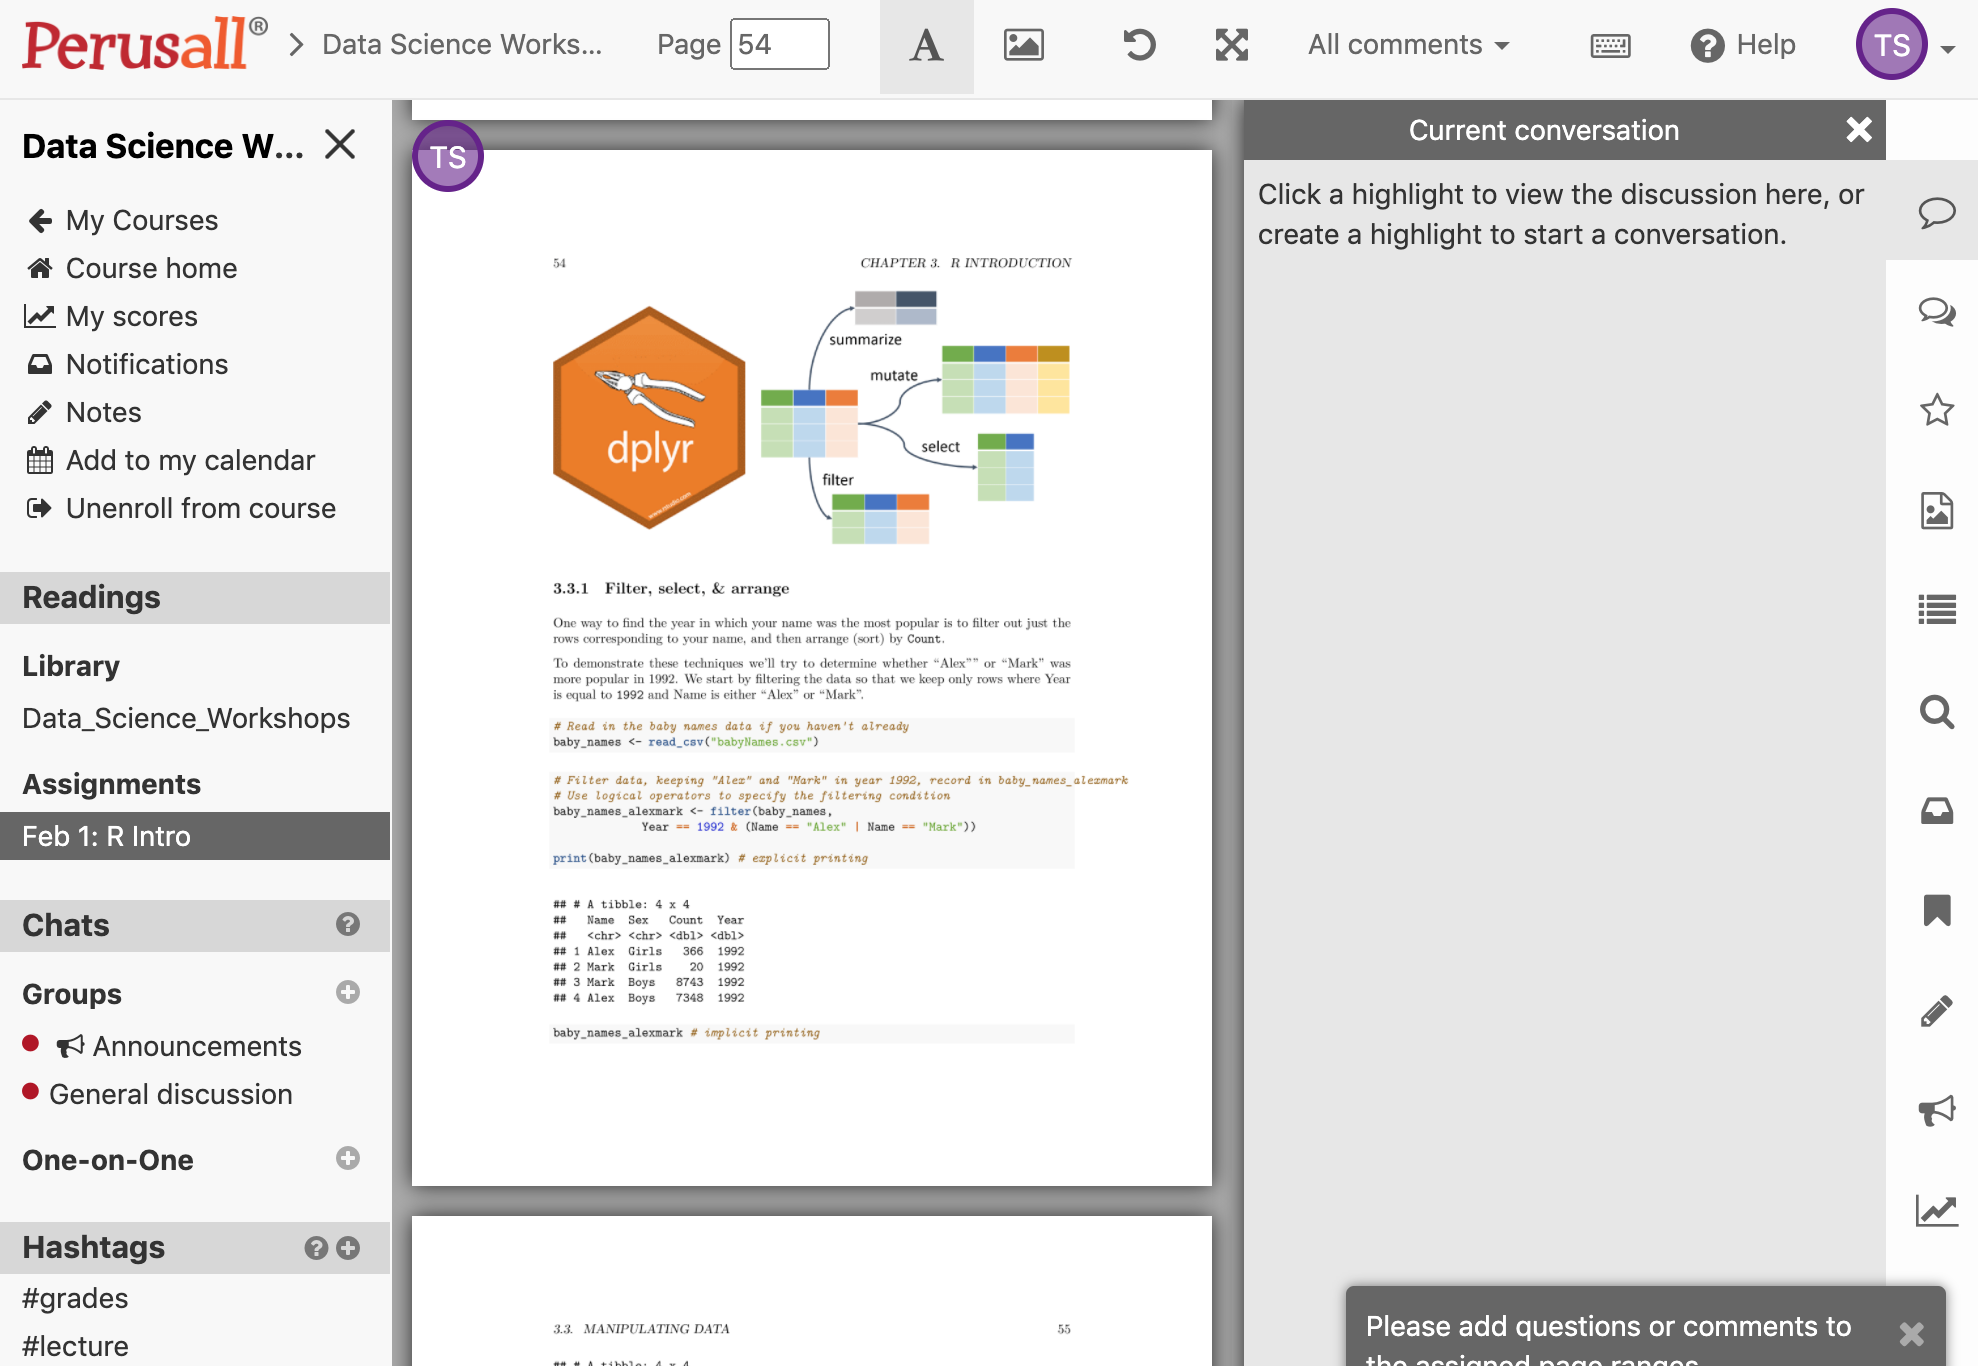 Perusall®
Data Science Works...
Page 54
A
All comments
Help
TS
Data Science W...
My Courses
Course home
My scores
Notifications
Notes
Add to my calendar
Unenroll from course
Readings
Library
Data_Science_Workshops
Assignments
Feb 1: R Intro
Chats
Groups
Announcements
General discussion
One-on-One
Hashtags
#grades
#lecture
TS
54 CHAPTER 3. R INTRODUCTION
dplyr
www.rstudio.com
summarize
mutate
select
filter
3.3.1 Filter, select, & arrange
One way to find the year in which your name was the most popular is to filter out just the
rows corresponding to your name, and then arrange (sort) by Count.
To demonstrate these techniques we'll try to determine whether “Alex”” or “Mark” was
more popular in 1992. We start by filtering the data so that we keep only rows where Year
is equal to 1992 and Name is either “Alex” or “Mark”.
# Read in the baby names data if you haven't already
baby_names <- read_csv("babyNames.csv")
# Filter data, keeping "Alex" and "Mark" in year 1992, record in baby_names_alexmark
# Use logical operators to specify the filtering condition
baby_names_alexmark <- filter(baby_names,
Year == 1992 & (Name == "Alex" | Name == "Mark"))
print(baby_names_alexmark) # explicit printing
## # A tibble: 4 x 4
## Name Sex Count Year
## <chr> <chr> <dbl> <dbl>
## 1 Alex Girls 366 1992
## 2 Mark Girls 20 1992
## 3 Mark Boys 8743 1992
## 4 Alex Boys 7348 1992
baby_names_alexmark # implicit printing
3.3. MANIPULATING DATA 55
## # A tibble: 4 x 4
Current conversation
Click a highlight to view the discussion here, or
create a highlight to start a conversation.
Please add questions or comments to
the assigned page ranges